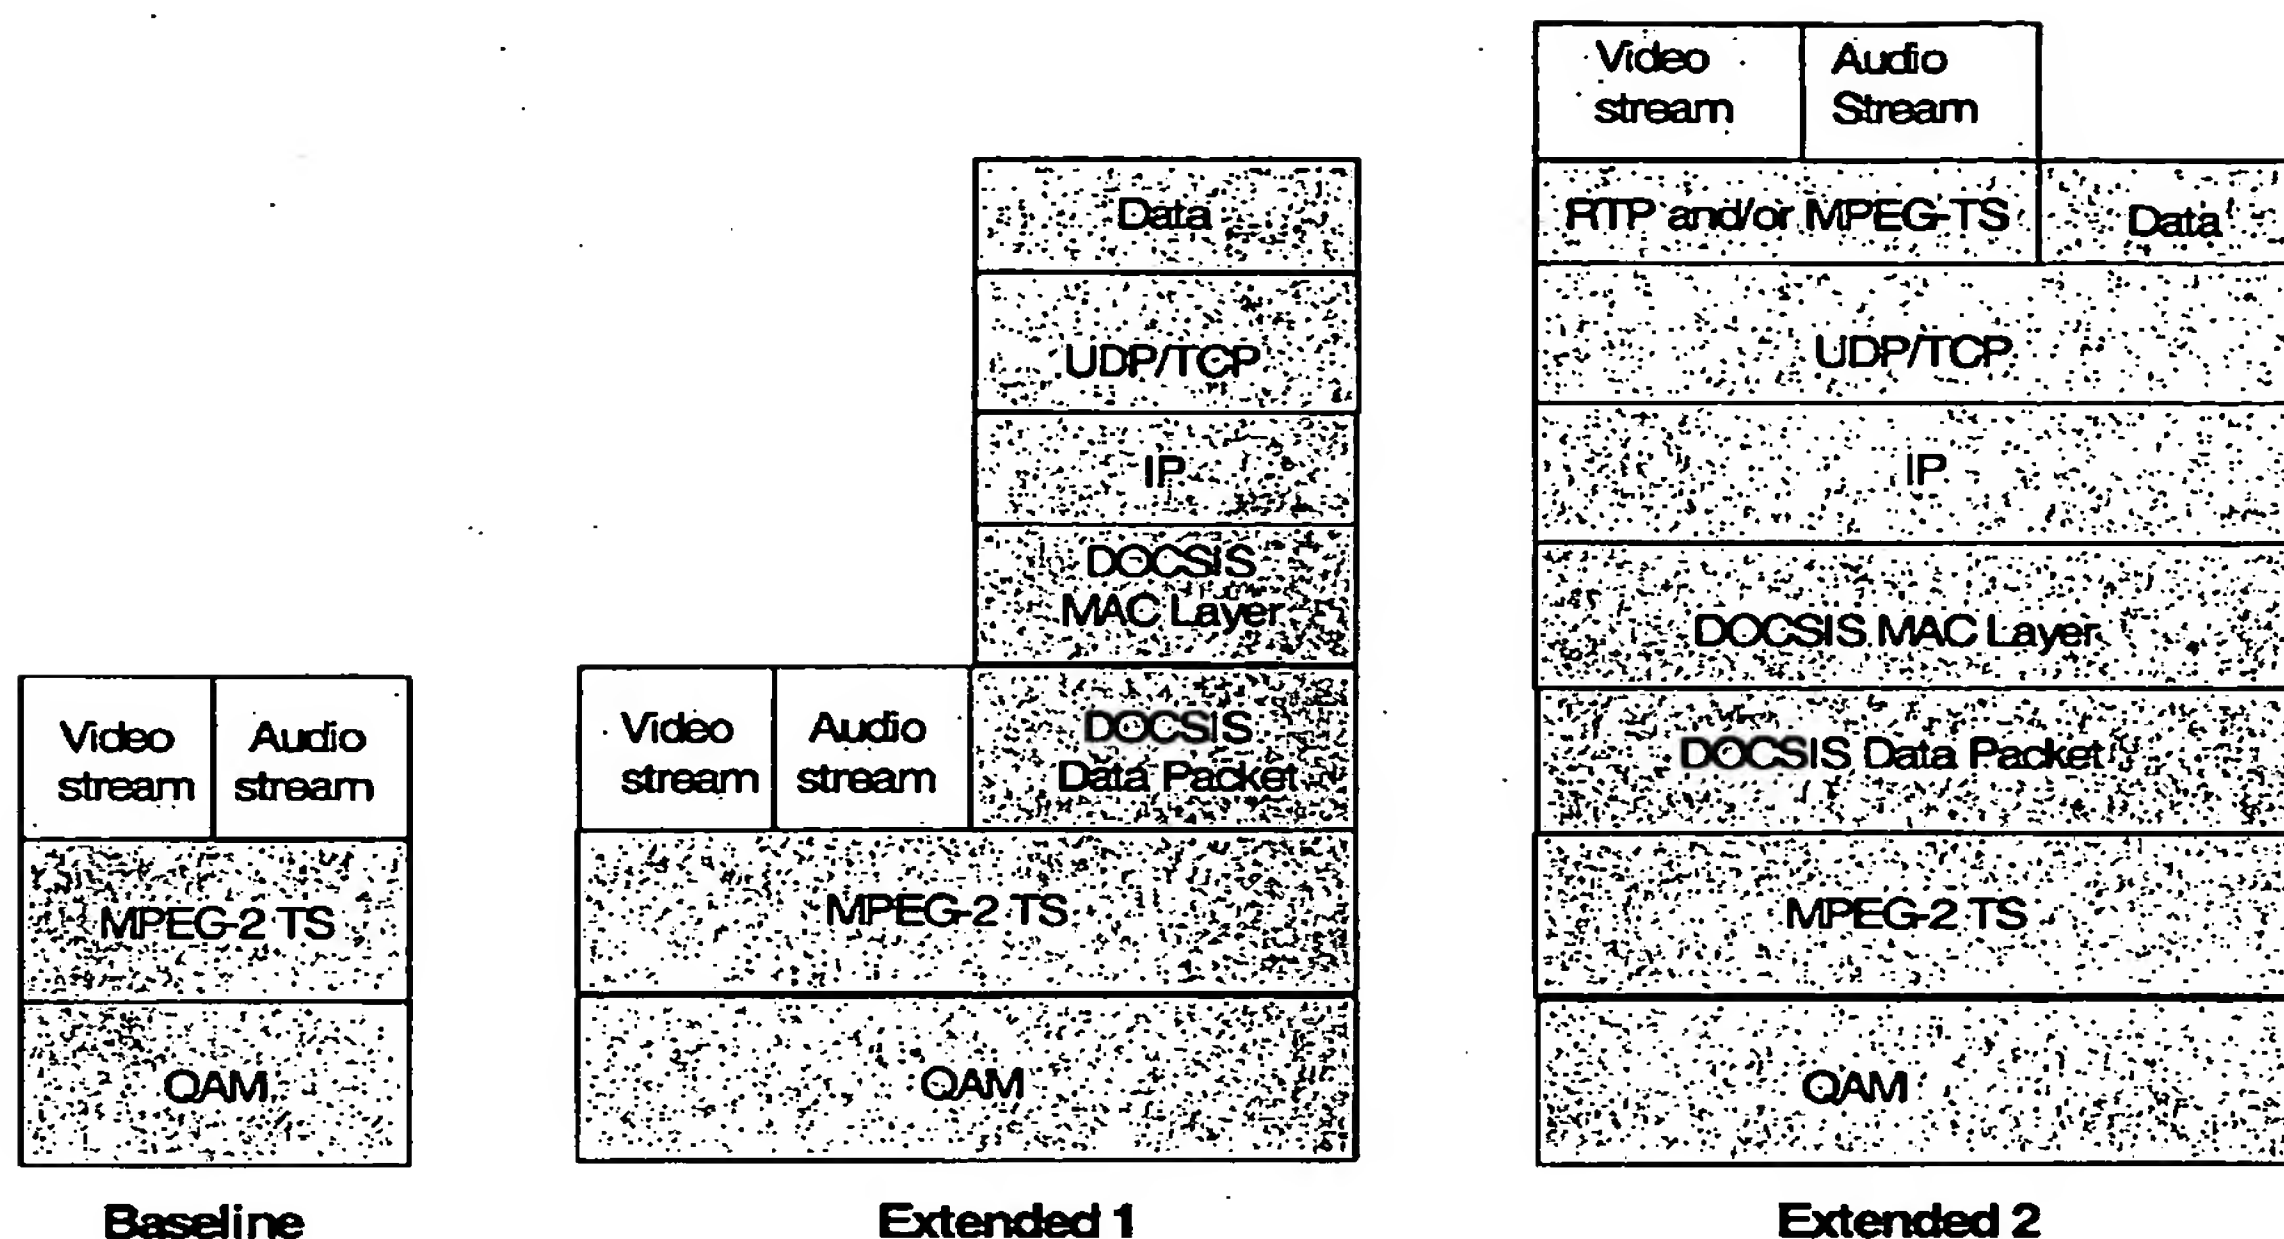 Video
stream
Audio
stream
MPEG-2 TS
QAM
Baseline
Data
UDP/TCP
IP
DOCSIS
MAC Layer
Video
stream
Audio
stream
DOCSIS
Data Packet
MPEG-2 TS
QAM
Extended 1
Video
stream
Audio
Stream
RTP and/or MPEG-TS
Data
UDP/TCP
IP
DOCSIS MAC Layer
DOCSIS Data Packet
MPEG-2 TS
QAM
Extended 2